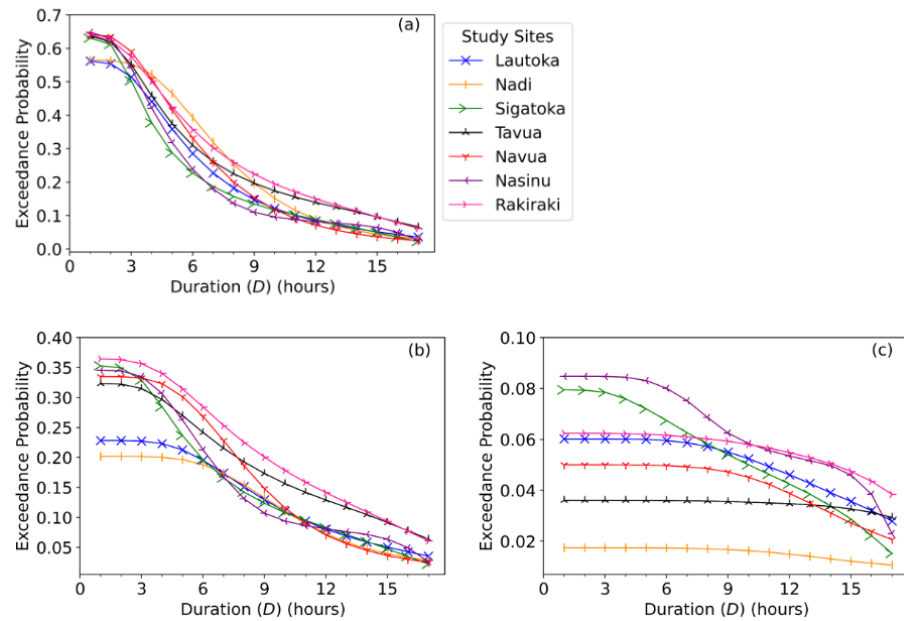 (a)
Exceedance Probability
0.7
0.6
0.5
0.4
0.3
0.2
0.1
0.0
0 3 6 9 12 15
Duration (D) (hours)
Study Sites
Lautoka
Nadi
Sigatoka
Tavua
Navua
Nasinu
Rakiraki
(b)
Exceedance Probability
0.40
0.35
0.30
0.25
0.20
0.15
0.10
0.05
0 3 6 9 12 15
Duration (D) (hours)
(c)
Exceedance Probability
0.10
0.08
0.06
0.04
0.02
0 3 6 9 12 15
Duration (D) (hours)